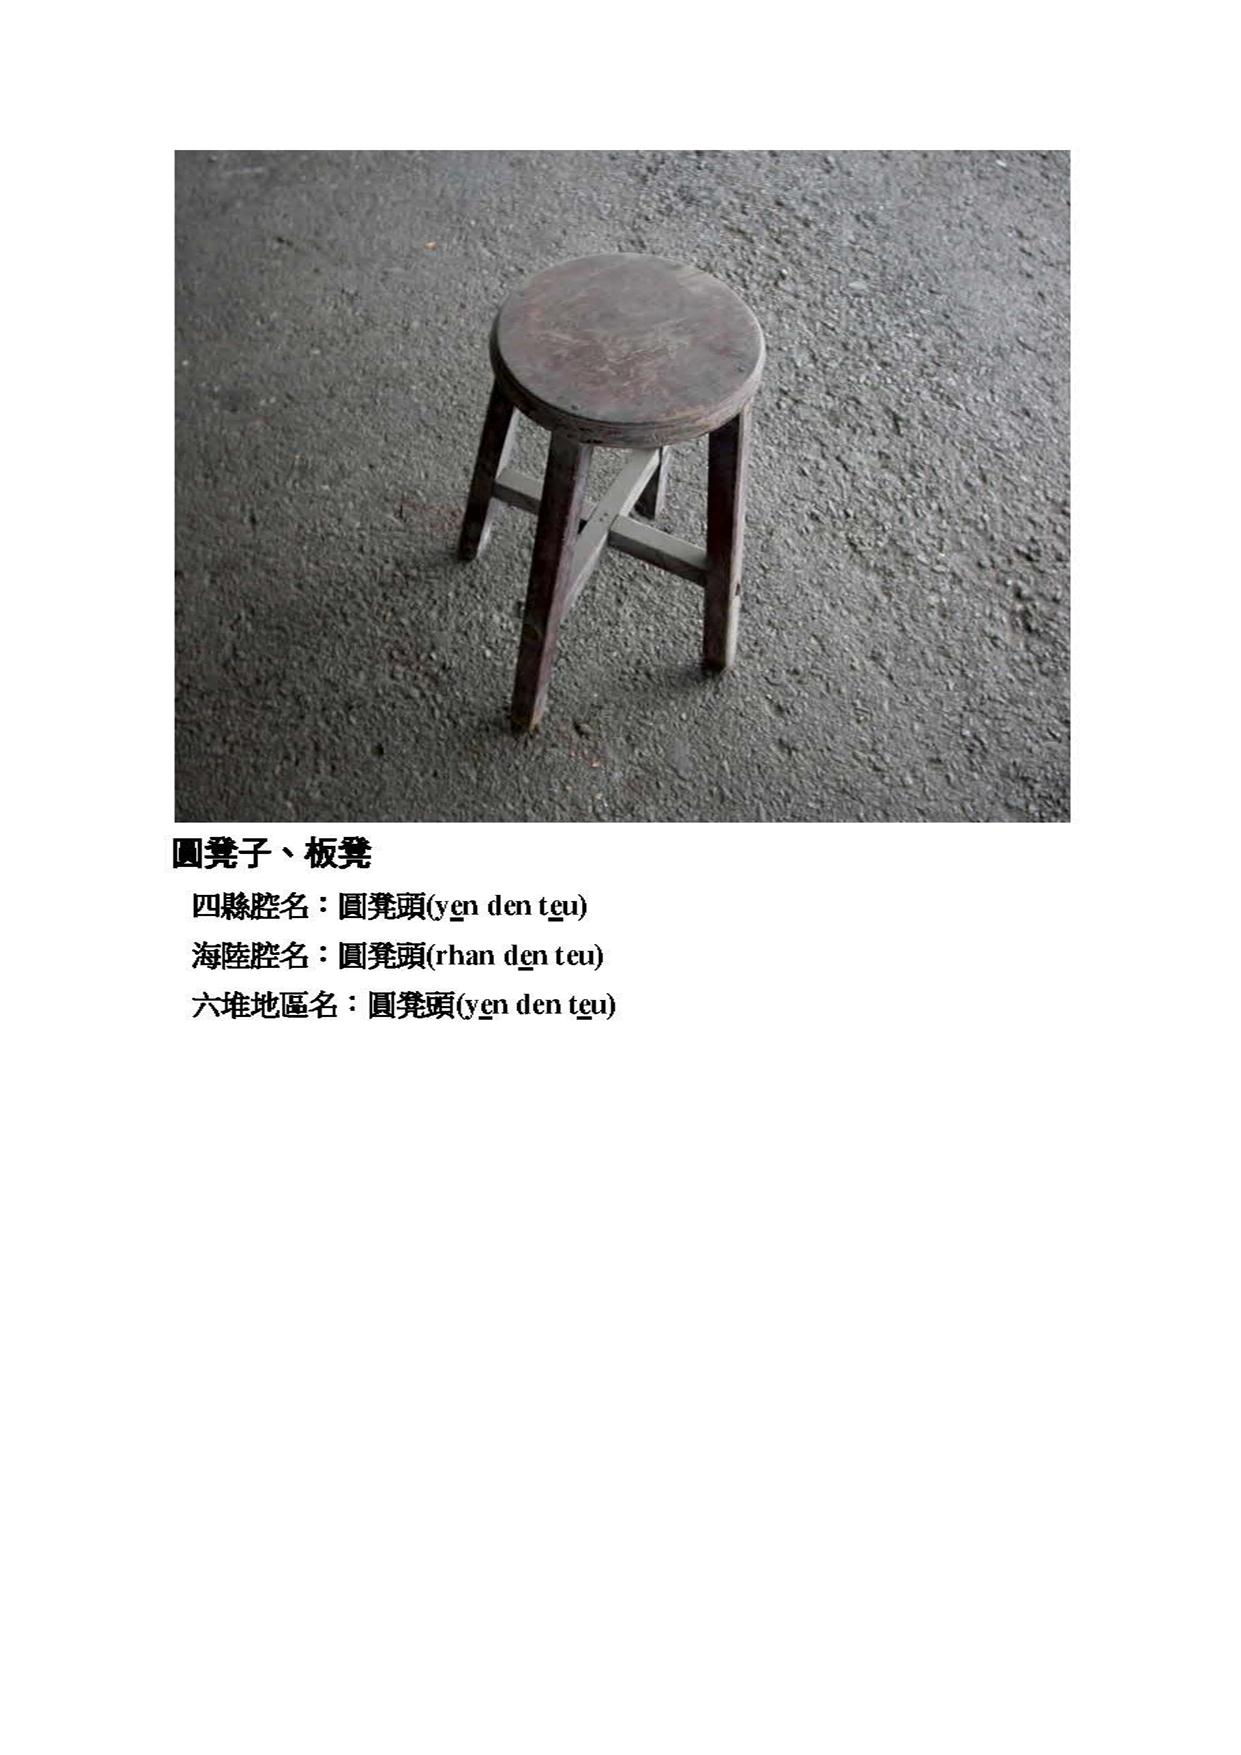 圓凳子、板凳
四縣腔名：圓凳頭(yen den teu)
海陸腔名：圓凳頭(rhan den teu)
六堆地區名：圓凳頭(yen den teu)